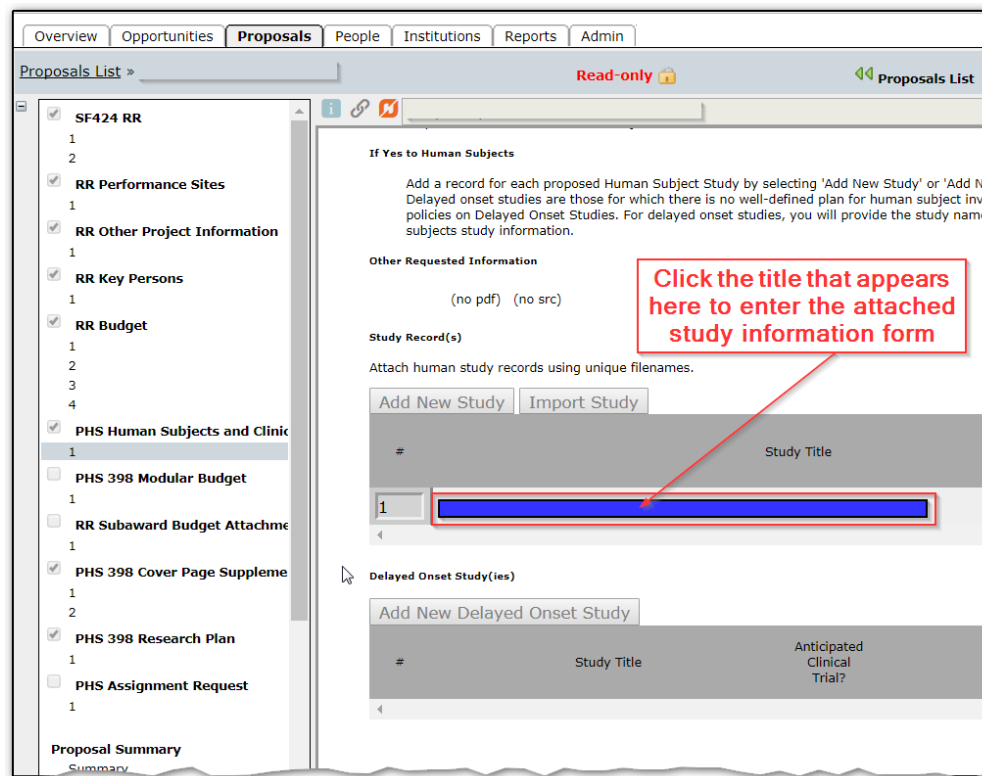 Overview Opportunities Proposals People Institutions Reports Admin
Proposals List » Read-only Proposals List
SF424 RR
1
2
RR Performance Sites
1
RR Other Project Information
1
RR Key Persons
1
RR Budget
1
2
3
4
PHS Human Subjects and Clinic
1
PHS 398 Modular Budget
1
RR Subaward Budget Attachme
1
PHS 398 Cover Page Suppleme
1
2
PHS 398 Research Plan
1
PHS Assignment Request
1
Proposal Summary
Summary
If Yes to Human Subjects
Add a record for each proposed Human Subject Study by selecting 'Add New Study' or 'Add N
Delayed onset studies are those for which there is no well-defined plan for human subject inv
policies on Delayed Onset Studies. For delayed onset studies, you will provide the study name
subjects study information.
Other Requested Information
(no pdf) (no src)
Click the title that appears
here to enter the attached
study information form
Study Record(s)
Attach human study records using unique filenames.
Add New Study Import Study
# Study Title
1
Delayed Onset Study(ies)
Add New Delayed Onset Study
# Study Title Anticipated
Clinical
Trial?